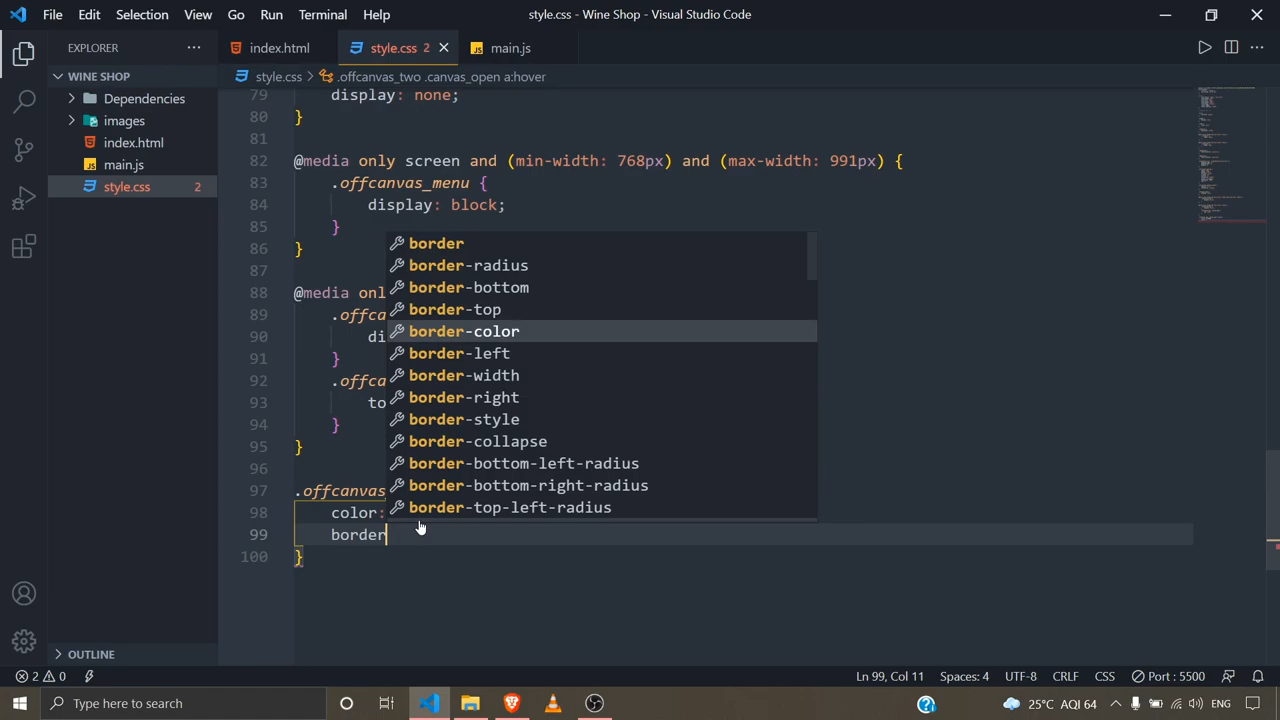 File Edit Selection View Go Run Terminal Help style.css - Wine Shop - Visual Studio Code
EXPLORER ... index.html style.css 2 main.js
WINE SHOP style.css > .offcanvas_two .canvas_open a:hover
Dependencies
images
index.html
main.js
style.css 2
79 display: none;
80 }
81
82 @media only screen and (min-width: 768px) and (max-width: 991px) {
83 .offcanvas_menu {
84 display: block;
85 }
86 }
87
88 @media onl
89 .offca
90 di
91 }
92 .offca
93 to
94 }
95 }
96
97 .offcanvas
98 color:
99 border
100 }
border
border-radius
border-bottom
border-top
border-color
border-left
border-width
border-right
border-style
border-collapse
border-bottom-left-radius
border-bottom-right-radius
border-top-left-radius
OUTLINE
2 0 Ln 99, Col 11 Spaces: 4 UTF-8 CRLF CSS Port : 5500
Type here to search 25°C AQI 64 ENG